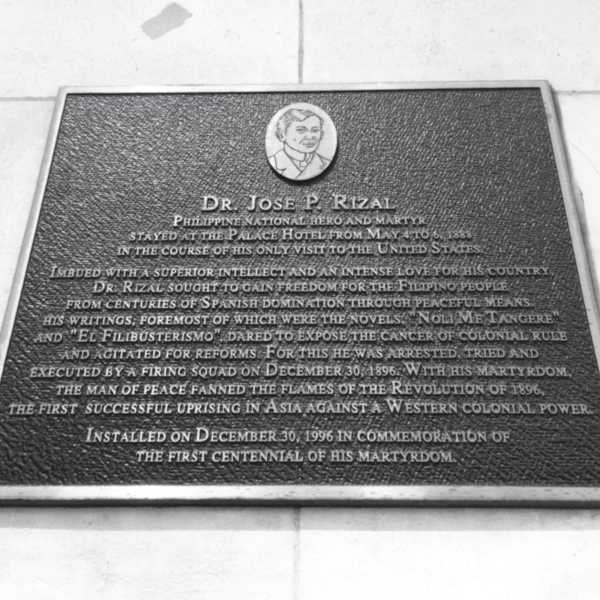 DR. JOSE P. RIZAL
PHILIPPINE NATIONAL HERO AND MARTYR
STAYED AT THE PALACE HOTEL FROM MAY 4 TO 6, 1888
IN THE COURSE OF HIS ONLY VISIT TO THE UNITED STATES.
IMBUED WITH A SUPERIOR INTELLECT AND AN INTENSE LOVE FOR HIS COUNTRY,
DR. RIZAL SOUGHT TO GAIN FREEDOM FOR THE FILIPINO PEOPLE
FROM CENTURIES OF SPANISH DOMINATION THROUGH PEACEFUL MEANS.
HIS WRITINGS, FOREMOST OF WHICH WERE THE NOVELS, "NOLI ME TANGERE"
AND "EL FILIBUSTERISMO", DARED TO EXPOSE THE CANCER OF COLONIAL RULE
AND AGITATED FOR REFORMS. FOR THIS HE WAS ARRESTED, TRIED AND
EXECUTED BY A FIRING SQUAD ON DECEMBER 30, 1896. WITH HIS MARTYRDOM,
THE MAN OF PEACE FANNED THE FLAMES OF THE REVOLUTION OF 1896,
THE FIRST SUCCESSFUL UPRISING IN ASIA AGAINST A WESTERN COLONIAL POWER.
INSTALLED ON DECEMBER 30, 1996 IN COMMEMORATION OF
THE FIRST CENTENNIAL OF HIS MARTYRDOM.